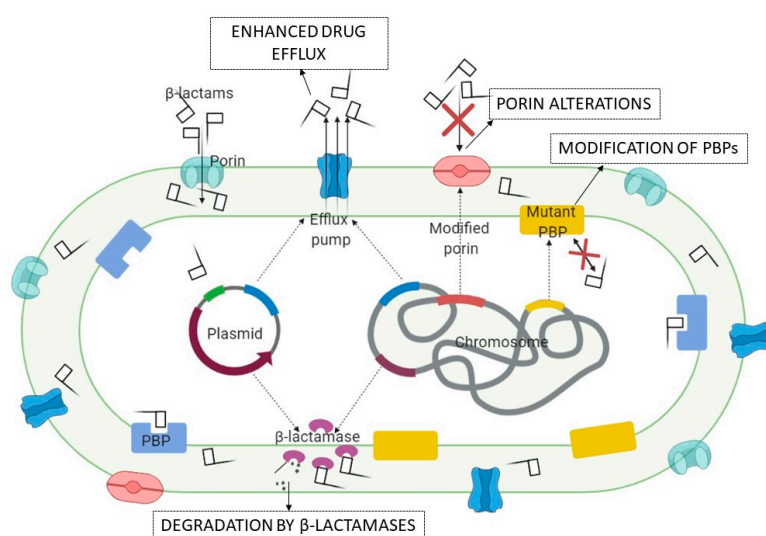 ENHANCED DRUG
EFFLUX
β-lactams
PORIN ALTERATIONS
Porin
MODIFICATION OF PBPs
Efflux
pump
Modified
porin
Mutant
PBP
Plasmid
Chromosome
PBP
β-lactamase
DEGRADATION BY β-LACTAMASES